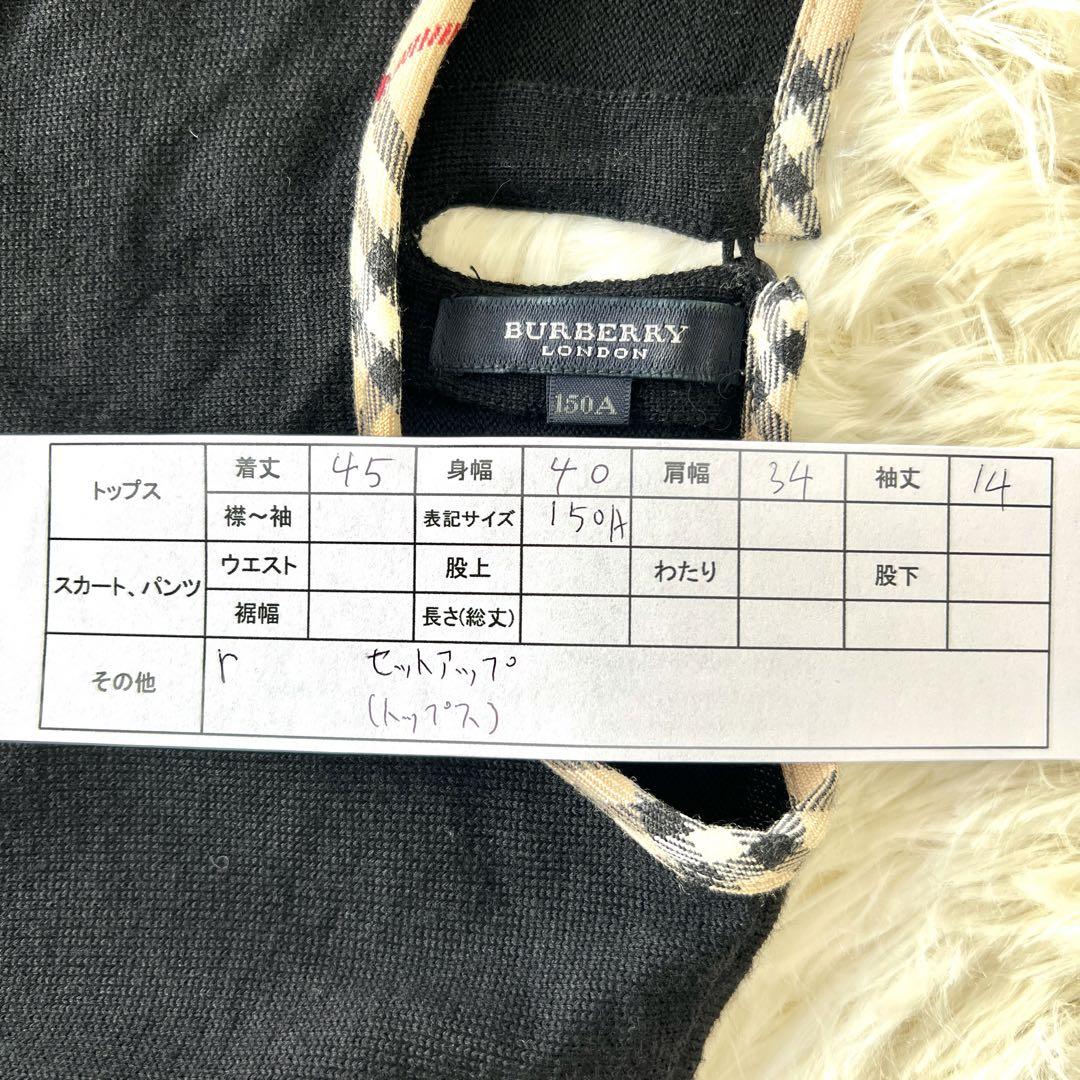 BURBERRY
LONDON
150A
トップス 着丈 45 身幅 40 肩幅 34 袖丈 14
襟～袖 表記サイズ 150A
スカート、パンツ ウエスト 股上 わたり 股下
裾幅 長さ(総丈)
その他 r セットアップ
(トップス)